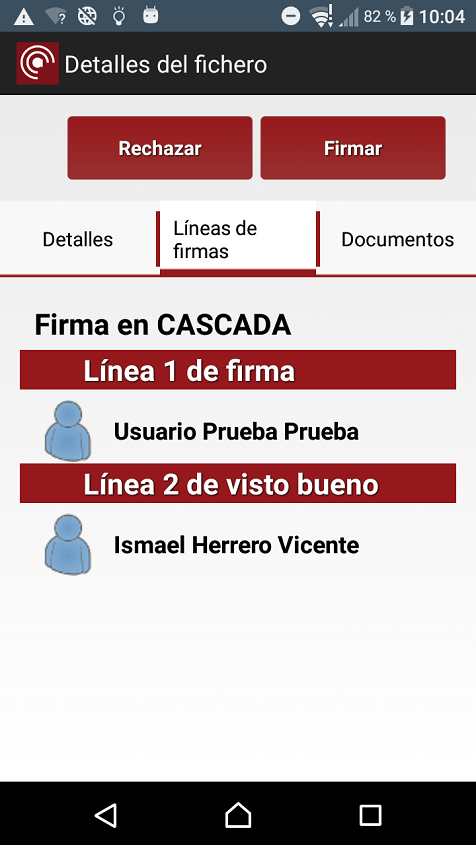 82 % 10:04
Detalles del fichero
Rechazar
Firmar
Detalles
Líneas de
firmas
Documentos
Firma en CASCADA
Línea 1 de firma
Usuario Prueba Prueba
Línea 2 de visto bueno
Ismael Herrero Vicente